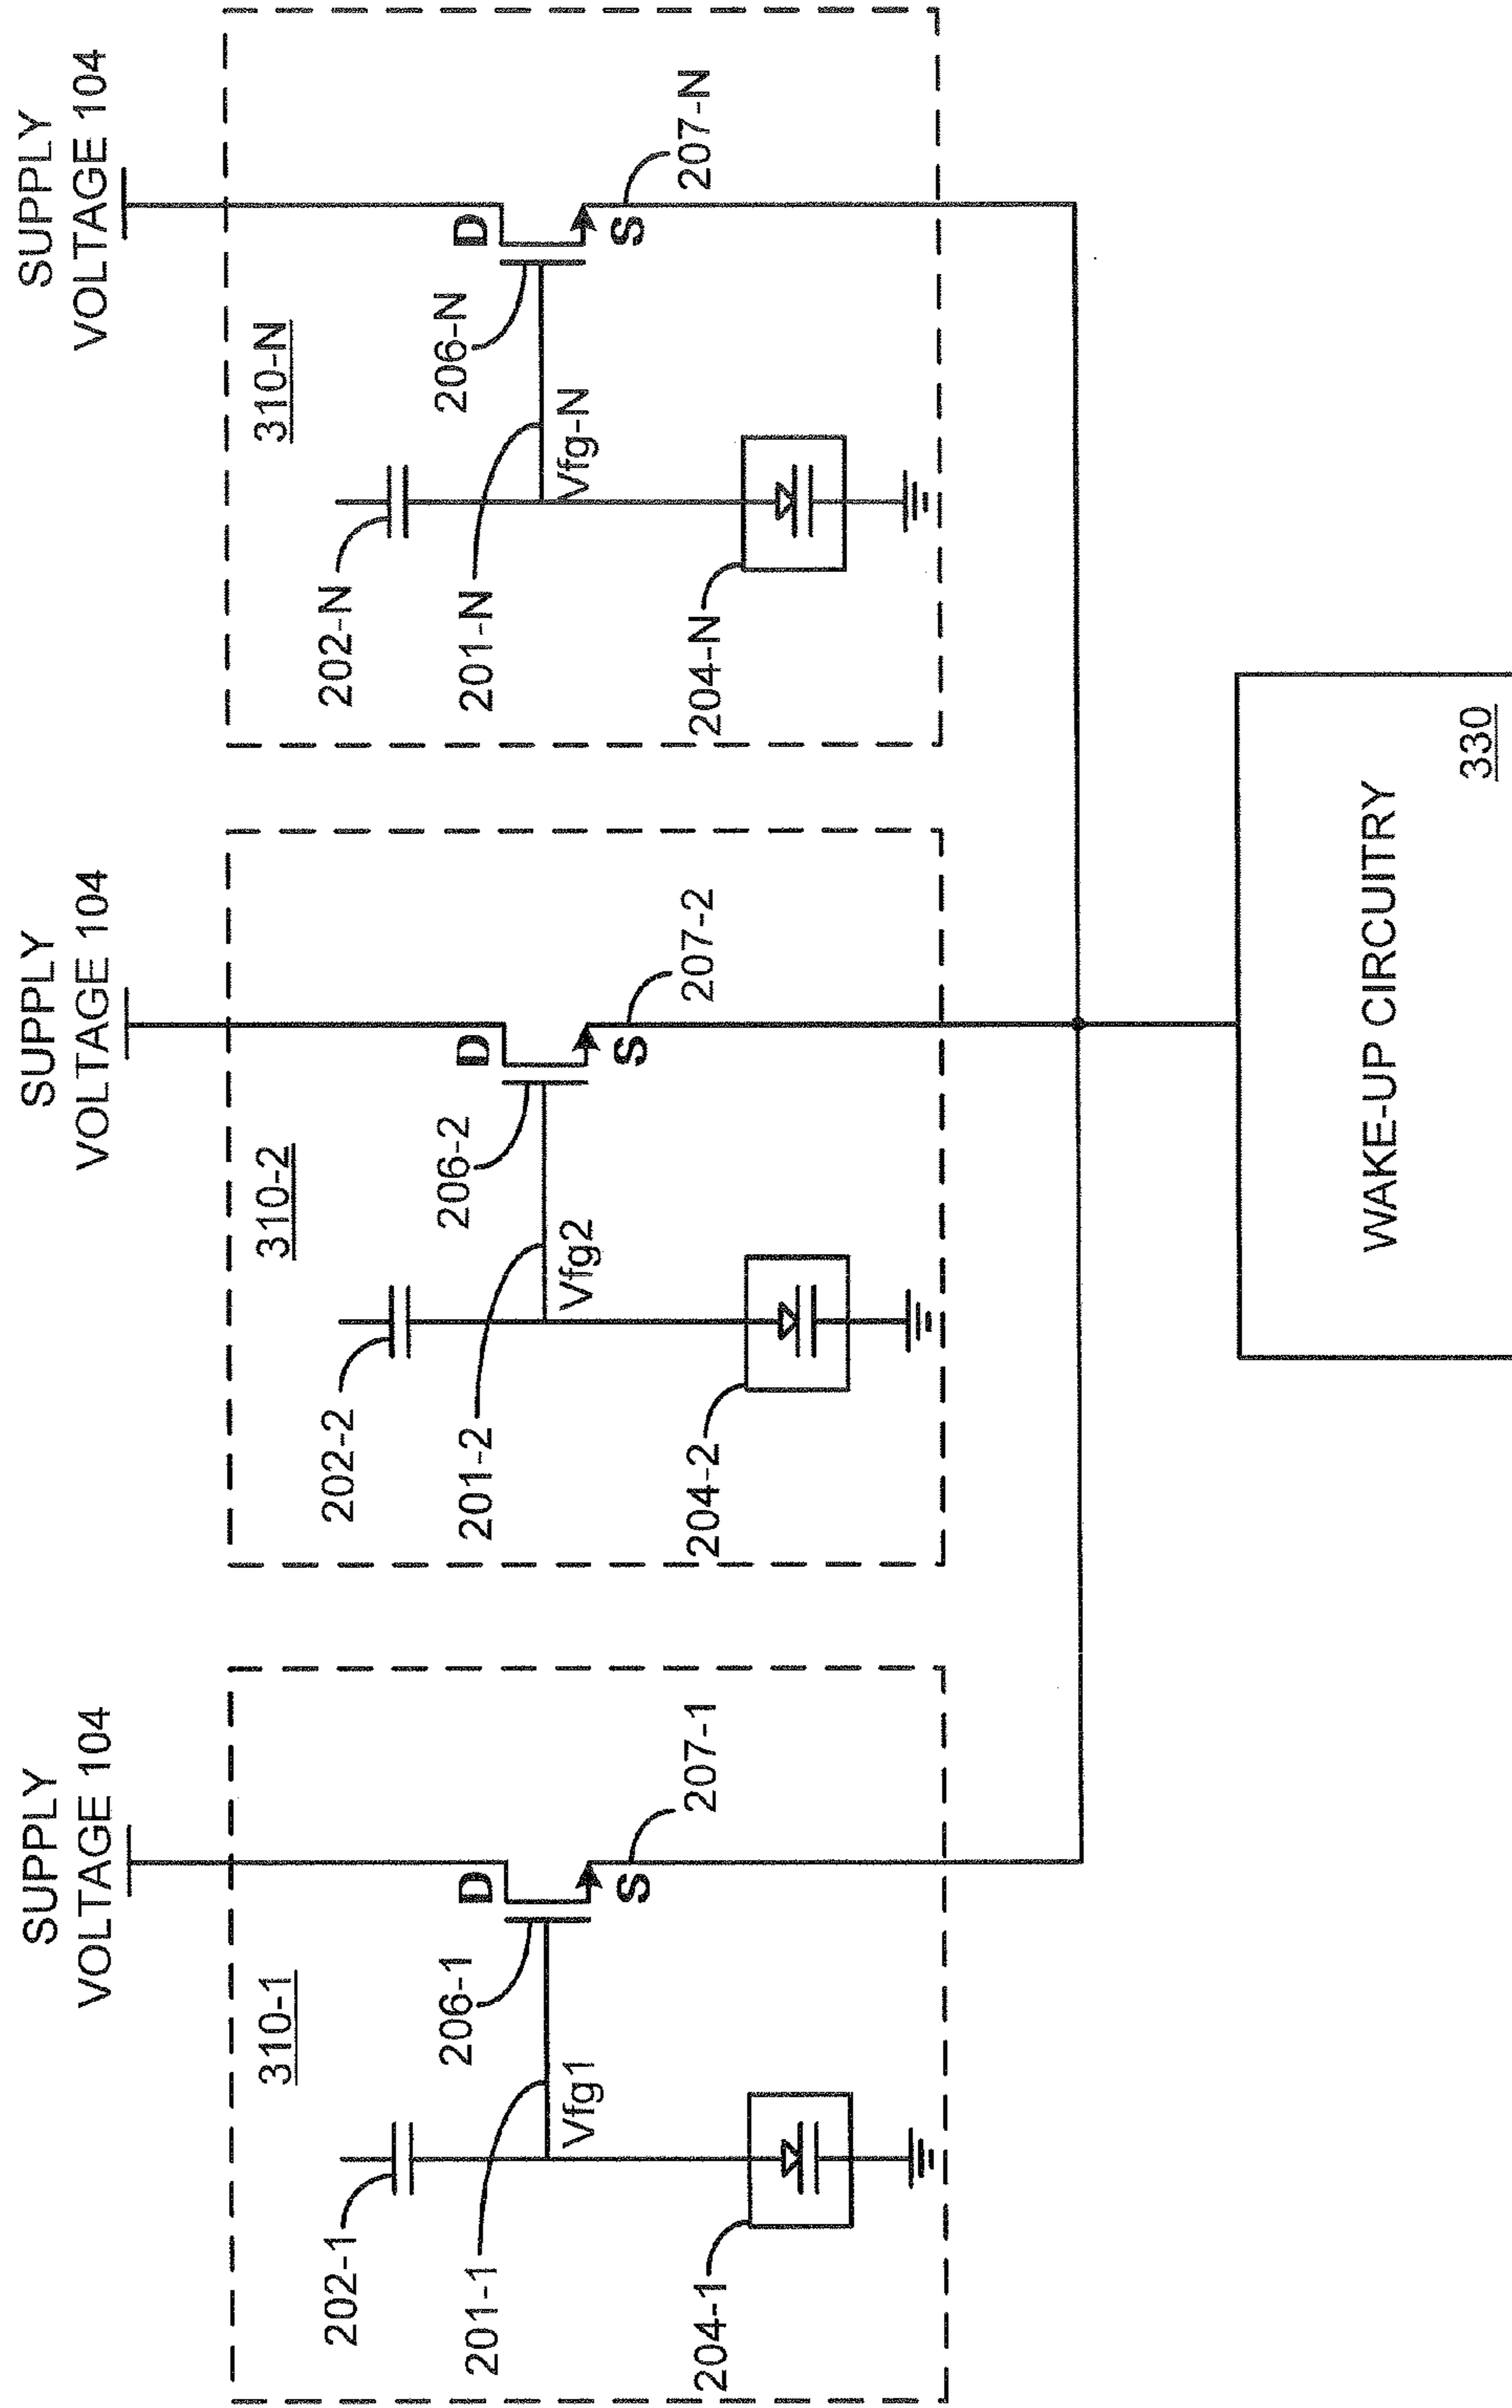 SUPPLY
VOLTAGE 104
310-1
202-1
201-1
Vfg1
206-1
D
S
207-1
204-1
SUPPLY
VOLTAGE 104
310-2
202-2
201-2
Vfg2
206-2
D
S
207-2
204-2
SUPPLY
VOLTAGE 104
310-N
202-N
201-N
Vfg-N
206-N
D
S
207-N
204-N
WAKE-UP CIRCUITRY
330